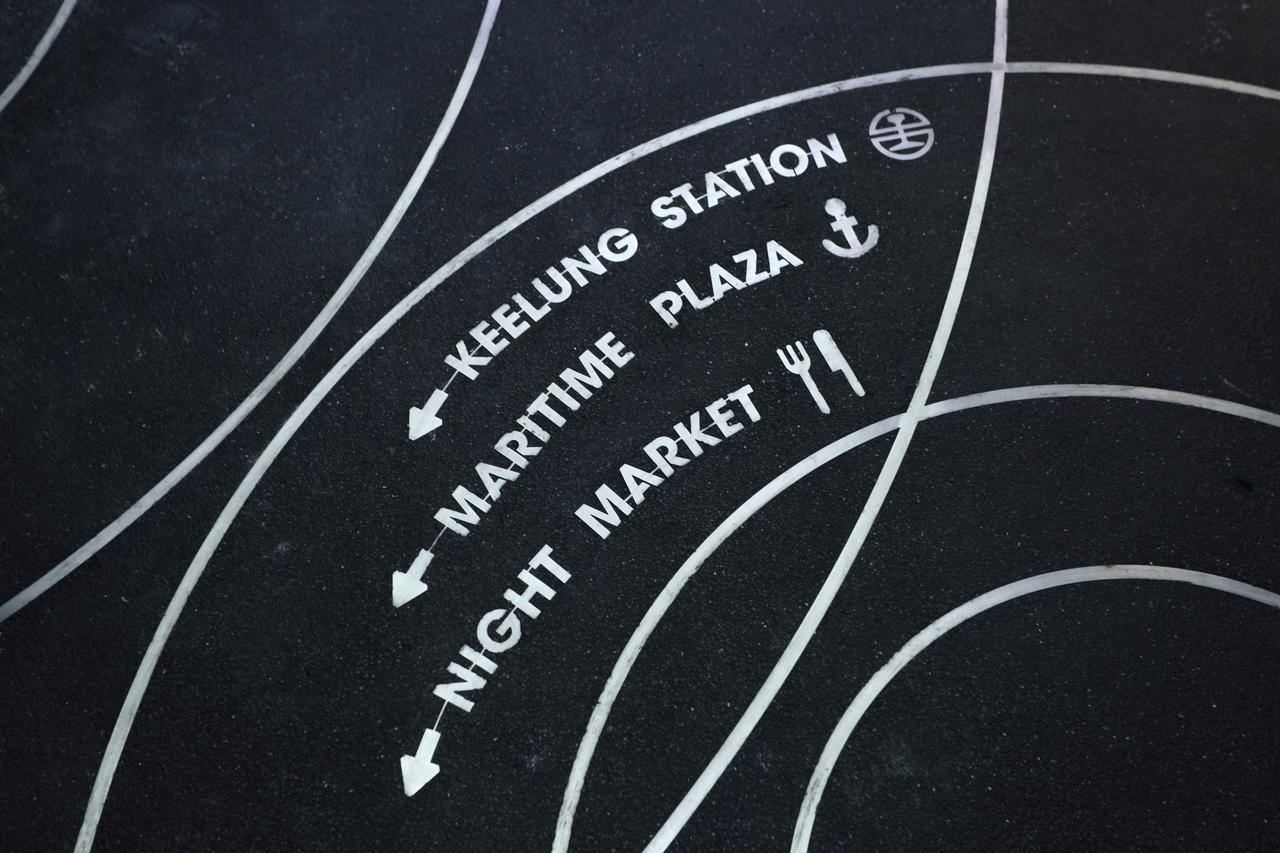 KEELUNG STATION
MARITIME PLAZA
NIGHT MARKET